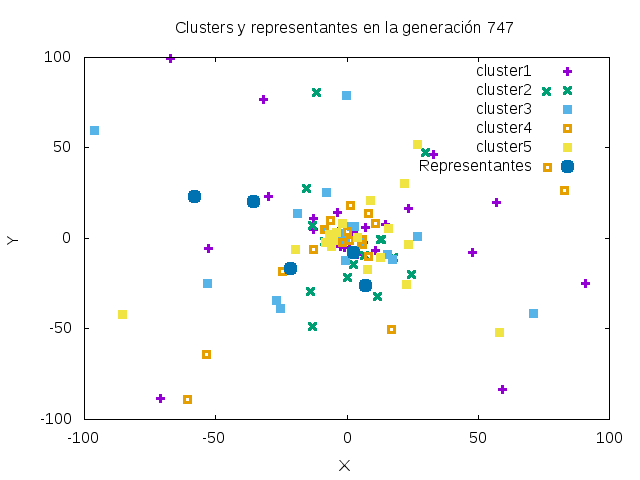 Clusters y representantes en la generación 747
100
cluster1
cluster2
cluster3
50
cluster4
cluster5
Representantes
Y
0
-50
-100
-100
-50
0
50
100
X